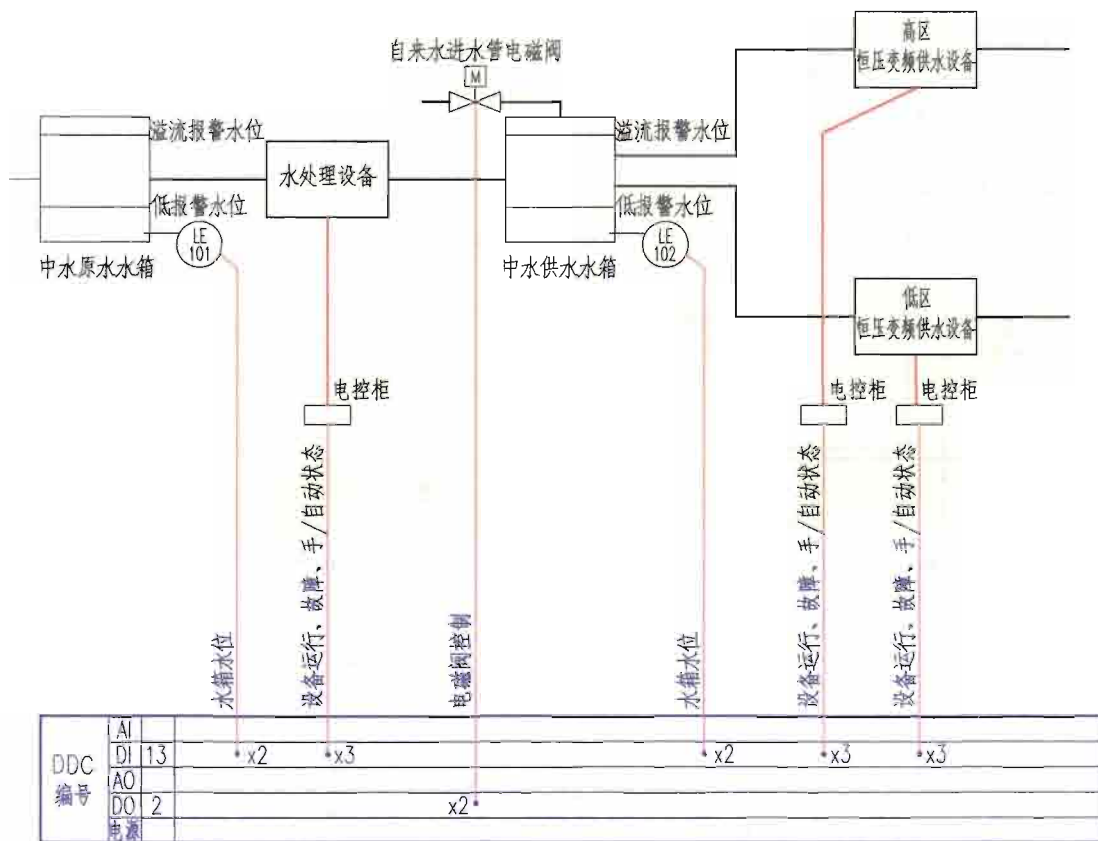 自来水进水管电磁阀
M
高区
恒压变频供水设备
溢流报警水位
水处理设备
低报警水位
LE
101
中水原水水箱
溢流报警水位
低报警水位
LE
102
中水供水水箱
低区
恒压变频供水设备
电控柜
电控柜
电控柜
水箱水位
设备运行、故障、手/自动状态
电磁阀控制
水箱水位
设备运行、故障、手/自动状态
设备运行、故障、手/自动状态
DDC
编号
AI
DI 13 x2 x3 x2 x3 x3
AO
DO 2 x2
电源